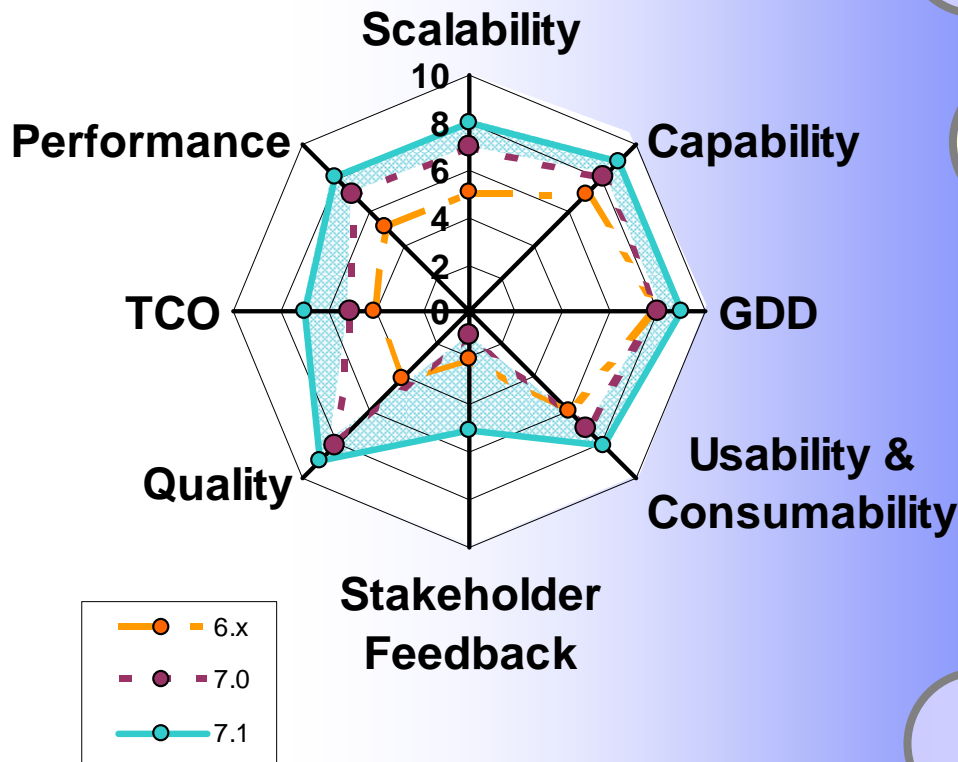 Scalability
10
8
6
4
2
0
Performance
Capability
TCO
GDD
Quality
Usability &
Consumability
Stakeholder
Feedback
6.x
7.0
7.1